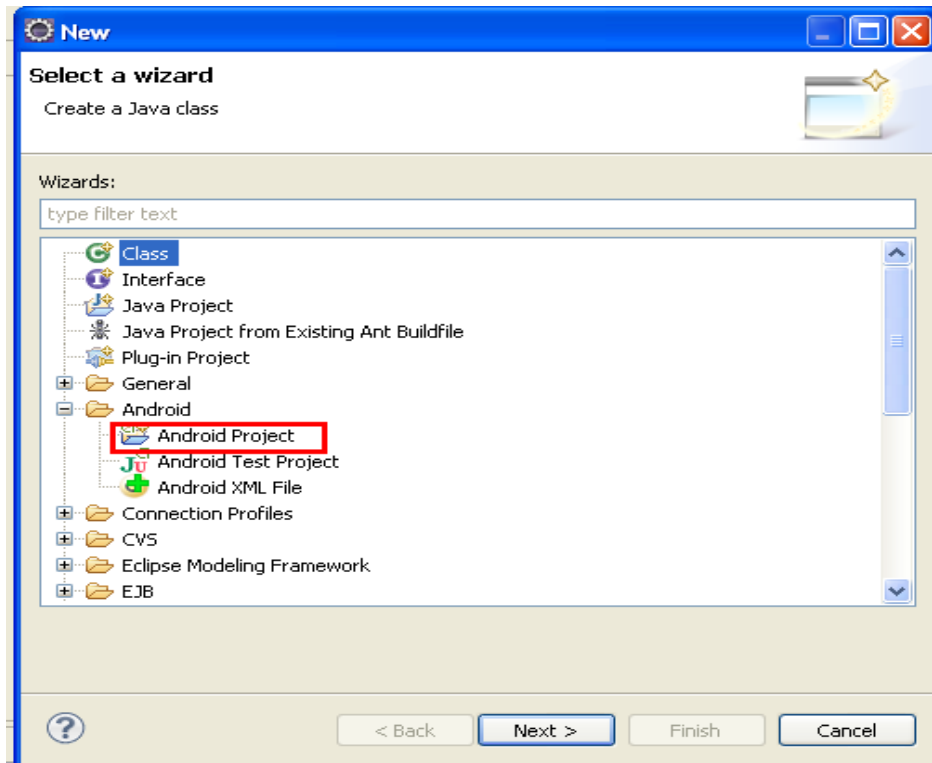 New
Select a wizard
Create a Java class
Wizards:
type filter text
Class
Interface
Java Project
Java Project from Existing Ant Buildfile
Plug-in Project
General
Android
Android Project
Android Test Project
Android XML File
Connection Profiles
CVS
Eclipse Modeling Framework
EJB
< Back Next > Finish Cancel